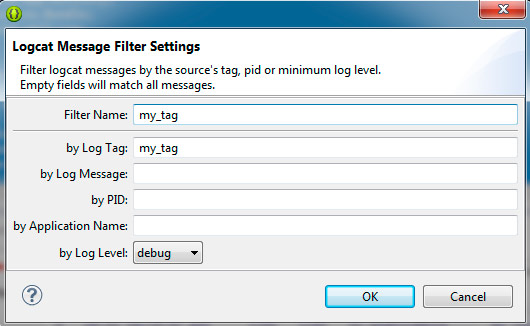 Logcat Message Filter Settings
Filter logcat messages by the source's tag, pid or minimum log level.
Empty fields will match all messages.
Filter Name: my_tag
by Log Tag: my_tag
by Log Message:
by PID:
by Application Name:
by Log Level: debug
? OK Cancel